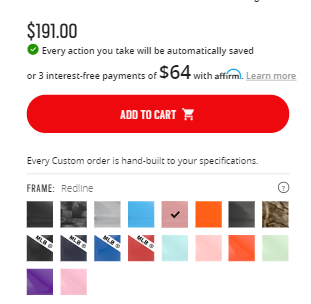 $191.00
Every action you take will be automatically saved
or 3 interest-free payments of $64 with affirm. Learn more
ADD TO CART
Every Custom order is hand-built to your specifications.
FRAME: Redline
?
MLB ® MLB ® MLB ® MLB ®